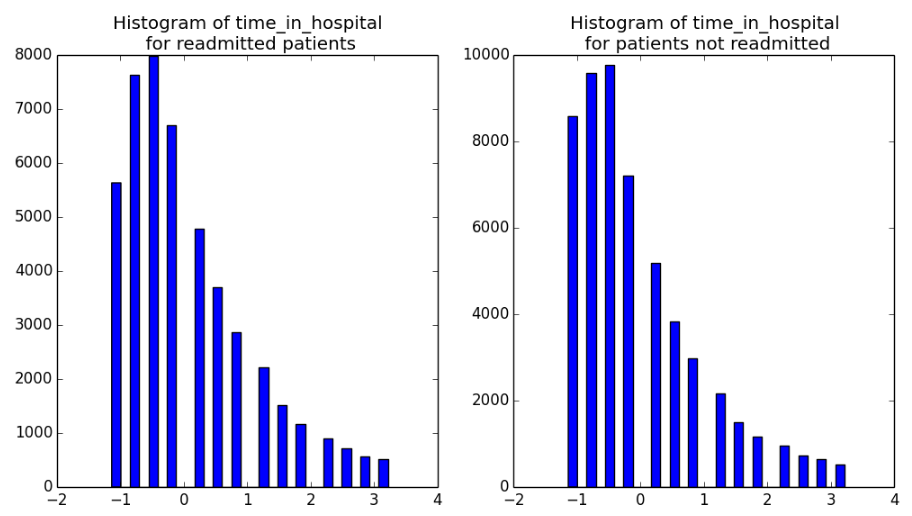 Histogram of time_in_hospital
for readmitted patients
8000
7000
6000
5000
4000
3000
2000
1000
0
−2 −1 0 1 2 3 4
Histogram of time_in_hospital
for patients not readmitted
10000
8000
6000
4000
2000
0
−2 −1 0 1 2 3 4